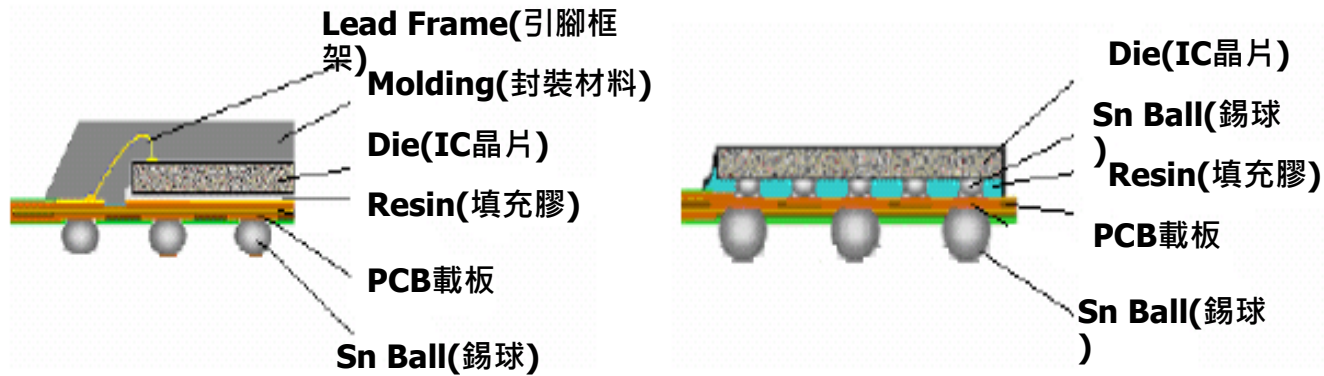 Lead Frame(引腳框
架)
Molding(封裝材料)
Die(IC晶片)
Resin(填充膠)
PCB載板
Sn Ball(錫球)
Die(IC晶片)
Sn Ball(錫球
)
Resin(填充膠)
PCB載板
Sn Ball(錫球
)